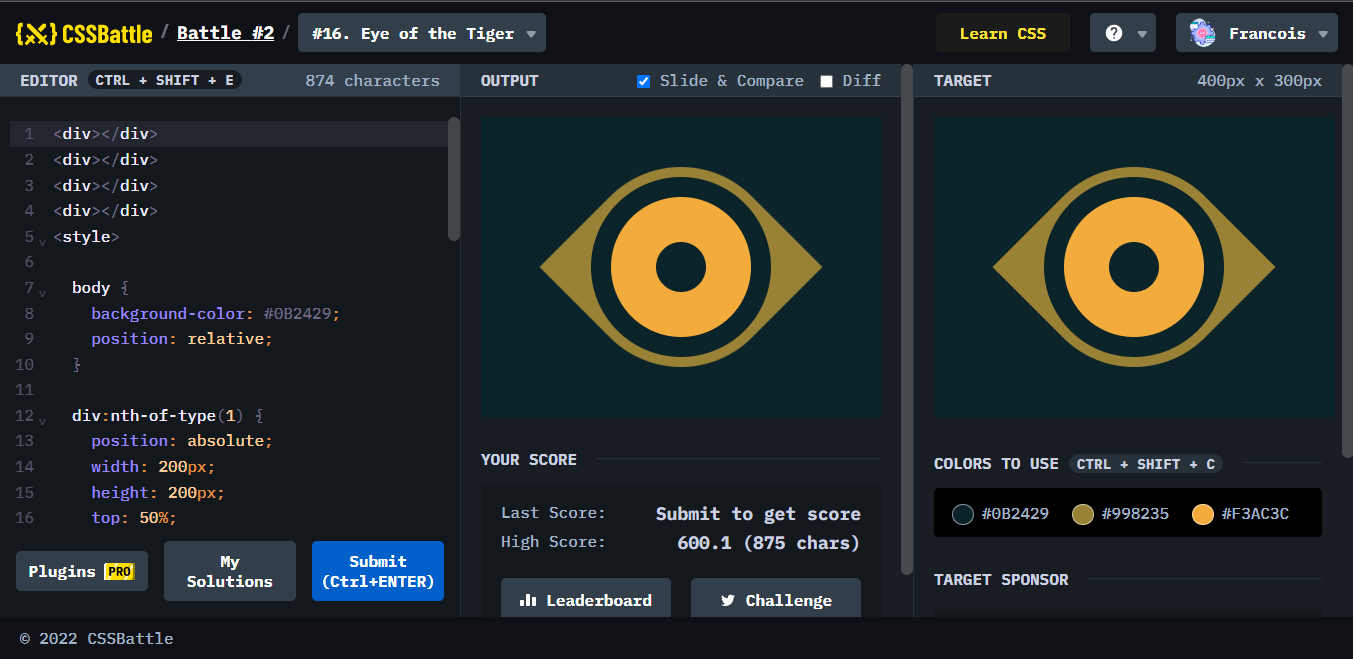 {X} CSSBattle / Battle #2 / #16. Eye of the Tiger Learn CSS ? Francois
EDITOR CTRL + SHIFT + E 874 characters
1 <div></div>
2 <div></div>
3 <div></div>
4 <div></div>
5 <style>
6
7 body {
8 background-color: #0B2429;
9 position: relative;
10 }
11
12 div:nth-of-type(1) {
13 position: absolute;
14 width: 200px;
15 height: 200px;
16 top: 50%;
Plugins PRO
My
Solutions
Submit
(Ctrl+ENTER)
OUTPUT Slide & Compare Diff
YOUR SCORE
Last Score: Submit to get score
High Score: 600.1 (875 chars)
Leaderboard Challenge
TARGET 400px x 300px
COLORS TO USE CTRL + SHIFT + C
#0B2429 #998235 #F3AC3C
TARGET SPONSOR
© 2022 CSSBattle